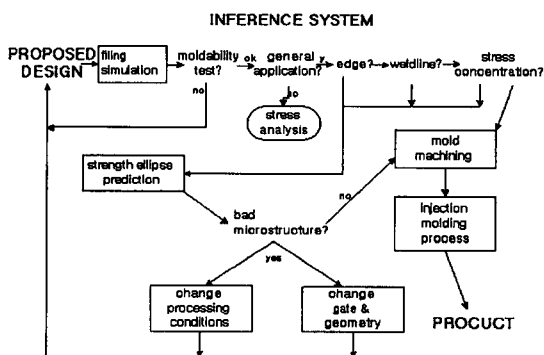 INFERENCE SYSTEM
PROPOSED
DESIGN
filing
simulation
moldability
test?
ok
general
application?
y
edge?
weldline?
stress
concentration?
no
no
stress
analysis
strength ellipse
prediction
mold
machining
no
bad
microstructure?
injection
molding
process
yes
change
processing
conditions
change
gate &
geometry
PROCUCT